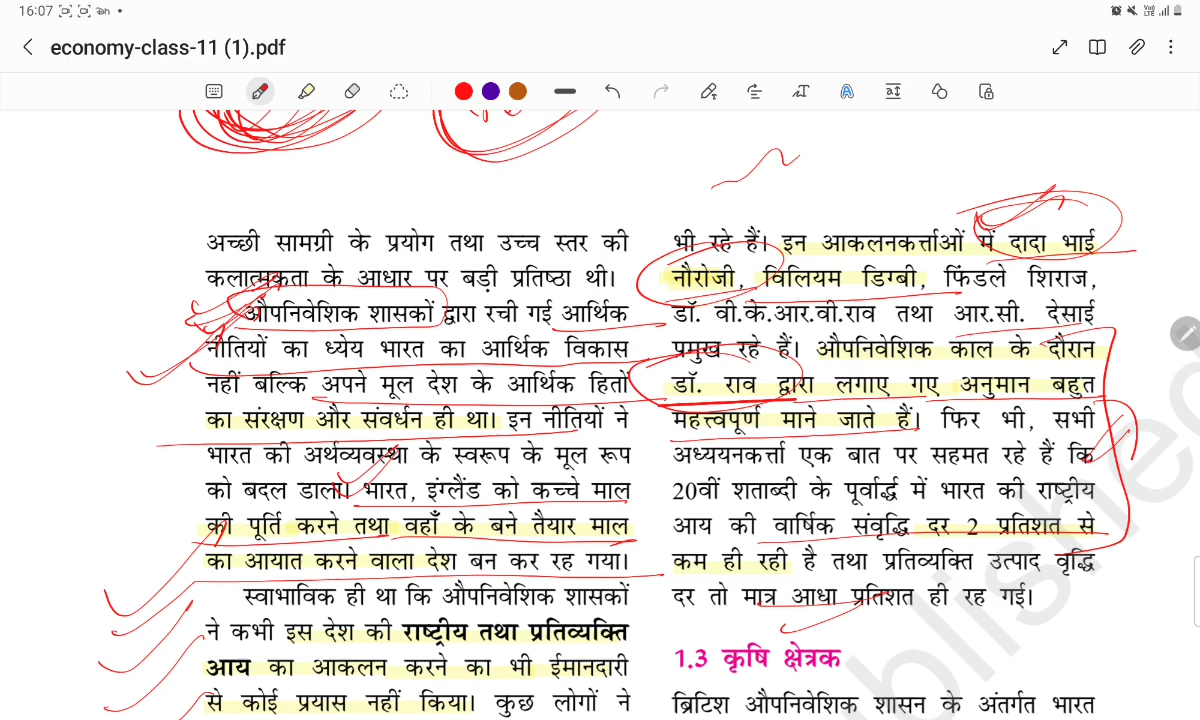 16:07
economy-class-11 (1).pdf
अच्छी सामग्री के प्रयोग तथा उच्च स्तर की
कलात्मकता के आधार पर बड़ी प्रतिष्ठा थी।
औपनिवेशिक शासकों द्वारा रची गई आर्थिक
नीतियों का ध्येय भारत का आर्थिक विकास
नहीं बल्कि अपने मूल देश के आर्थिक हितों
का संरक्षण और संवर्धन ही था। इन नीतियों ने
भारत की अर्थव्यवस्था के स्वरूप के मूल रूप
को बदल डाला। भारत, इंग्लैंड को कच्चे माल
की पूर्ति करने तथा वहाँ के बने तैयार माल
का आयात करने वाला देश बन कर रह गया।
स्वाभाविक ही था कि औपनिवेशिक शासकों
ने कभी इस देश की राष्ट्रीय तथा प्रतिव्यक्ति
आय का आकलन करने का भी ईमानदारी
से कोई प्रयास नहीं किया। कुछ लोगों ने
भी रहे हैं। इन आकलनकर्त्ताओं में दादा भाई
नौरोजी, विलियम डिग्बी, फिंडले शिराज,
डॉ. वी.के.आर.वी.राव तथा आर.सी. देसाई
प्रमुख रहे हैं। औपनिवेशिक काल के दौरान
डॉ. राव द्वारा लगाए गए अनुमान बहुत
महत्त्वपूर्ण माने जाते हैं। फिर भी, सभी
अध्ययनकर्त्ता एक बात पर सहमत रहे हैं कि
20वीं शताब्दी के पूर्वार्द्ध में भारत की राष्ट्रीय
आय की वार्षिक संवृद्धि दर 2 प्रतिशत से
कम ही रही है तथा प्रतिव्यक्ति उत्पाद वृद्धि
दर तो मात्र आधा प्रतिशत ही रह गई।
1.3 कृषि क्षेत्रक
ब्रिटिश औपनिवेशिक शासन के अंतर्गत भारत